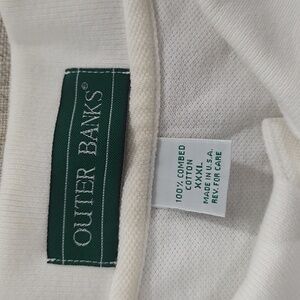 OUTER BANKS®
100% COMBED
COTTON
XXXL
MADE IN U.S.A.
REV. FOR CARE